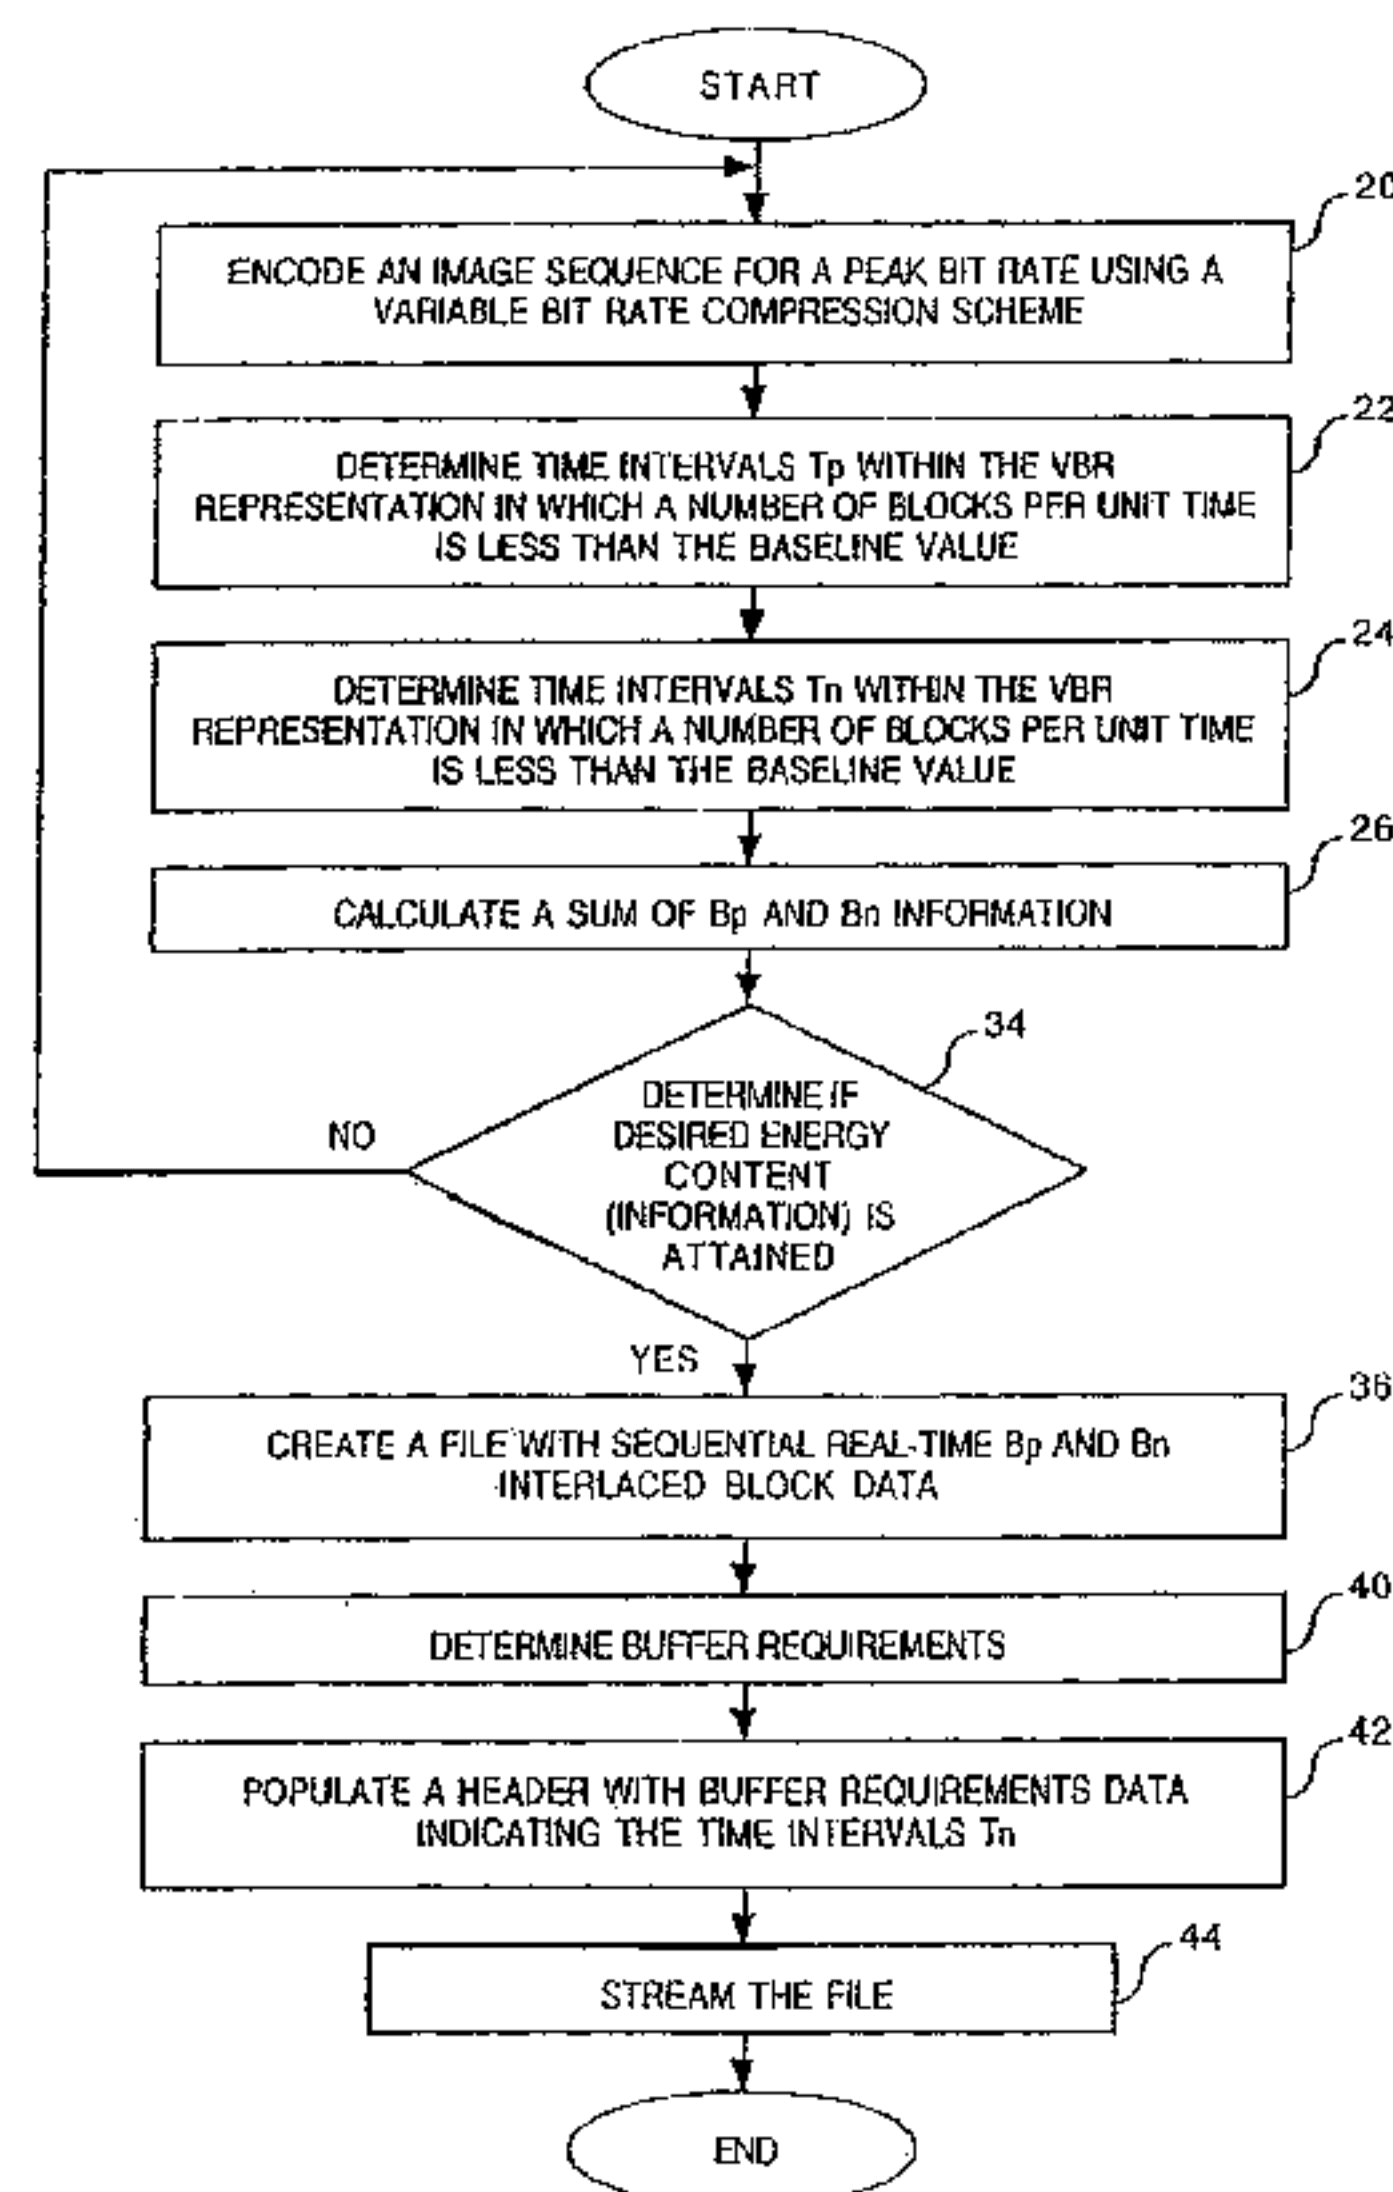 START
20
ENCODE AN IMAGE SEQUENCE FOR A PEAK BIT RATE USING A
VARIABLE BIT RATE COMPRESSION SCHEME
22
DETERMINE TIME INTERVALS Tp WITHIN THE VBR
REPRESENTATION IN WHICH A NUMBER OF BLOCKS PER UNIT TIME
IS LESS THAN THE BASELINE VALUE
24
DETERMINE TIME INTERVALS Tn WITHIN THE VBR
REPRESENTATION IN WHICH A NUMBER OF BLOCKS PER UNIT TIME
IS LESS THAN THE BASELINE VALUE
26
CALCULATE A SUM OF Bp AND Bn INFORMATION
34
DETERMINE IF
DESIRED ENERGY
CONTENT
(INFORMATION) IS
ATTAINED
NO
YES
36
CREATE A FILE WITH SEQUENTIAL REAL-TIME Bp AND Bn
INTERLACED BLOCK DATA
40
DETERMINE BUFFER REQUIREMENTS
42
POPULATE A HEADER WITH BUFFER REQUIREMENTS DATA
INDICATING THE TIME INTERVALS Tn
44
STREAM THE FILE
END